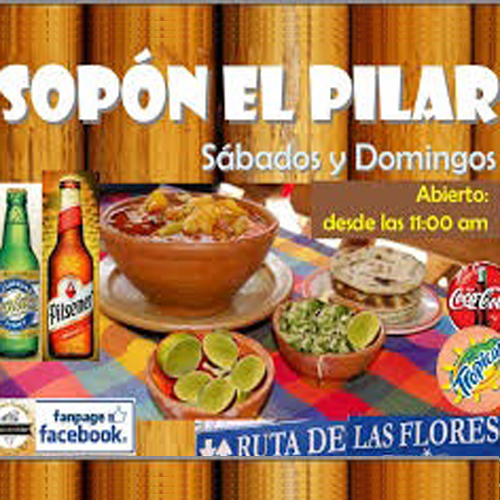 SOPÓN EL PILAR
Sábados y Domingos
Abierto:
desde las 11:00 am
Pilsener
Coca-Cola
Tropical
fanpage n
facebook.
LA RUTA DE LAS FLORES